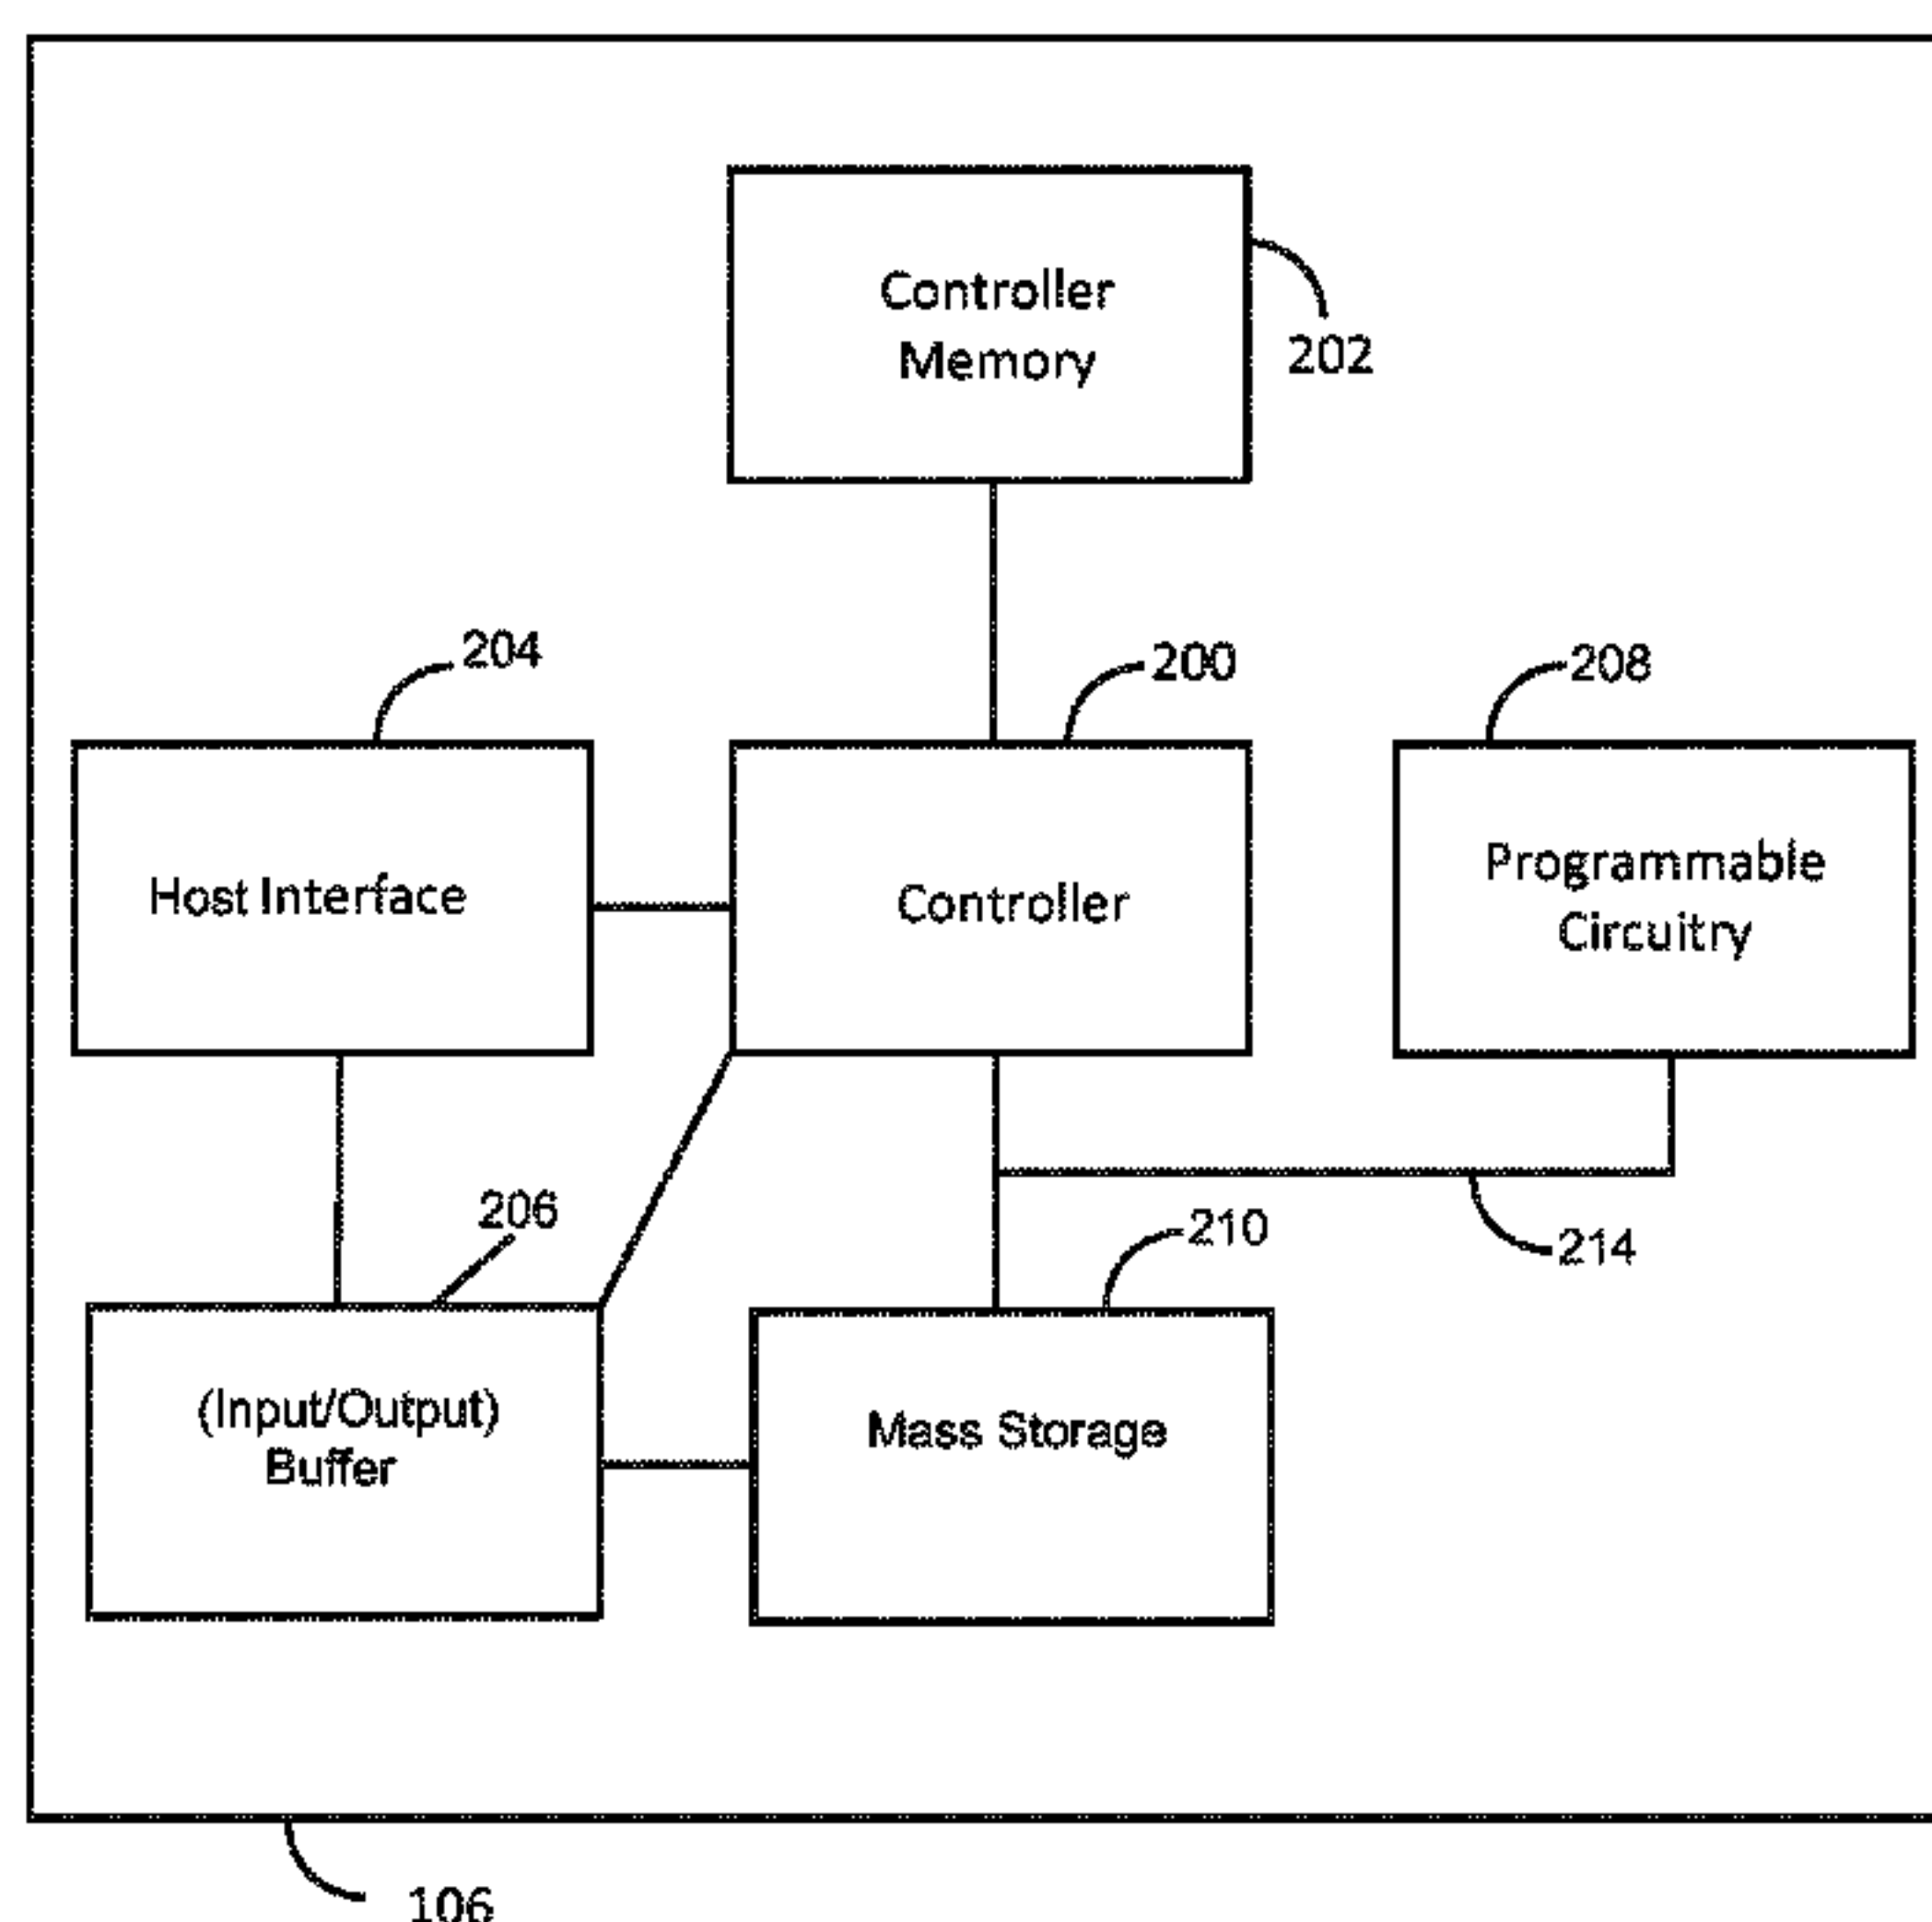 Controller
Memory
202
204
200
208
Host Interface
Controller
Programmable
Circuitry
206
210
214
(Input/Output)
Buffer
Mass Storage
106